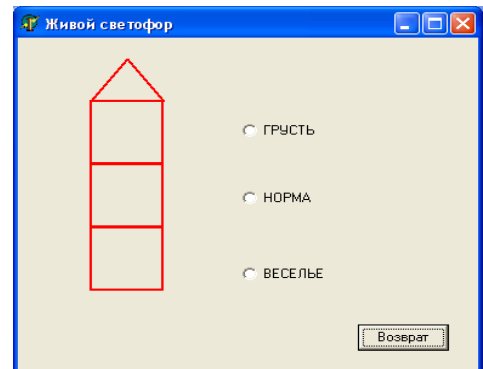 Живой светофор
ГРУСТЬ
НОРМА
ВЕСЕЛЬЕ
Возврат